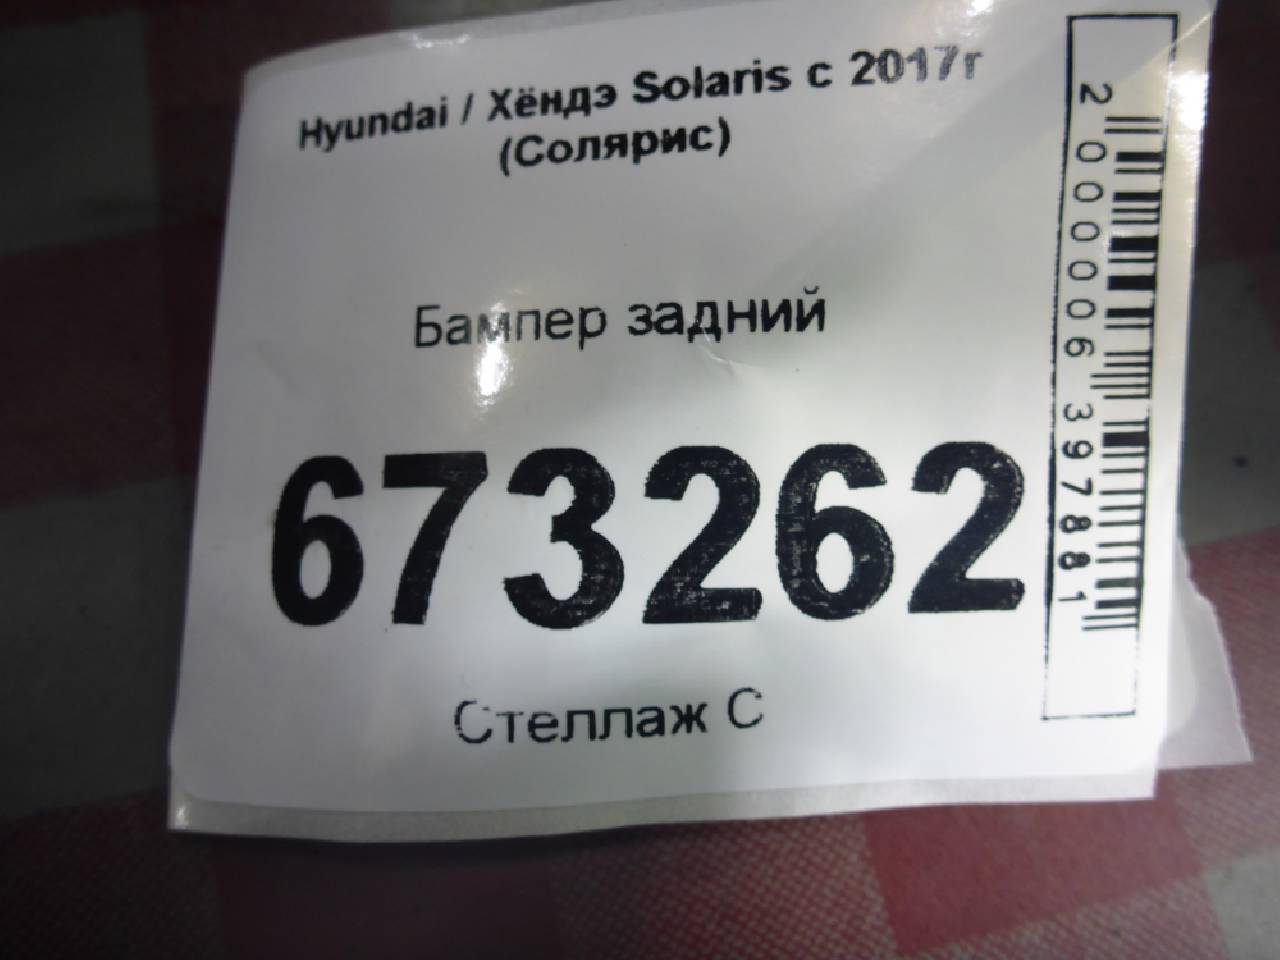 Hyundai / Хёндэ Solaris с 2017г
(Солярис)
Бампер задний
673262
Стеллаж С
2000006397881